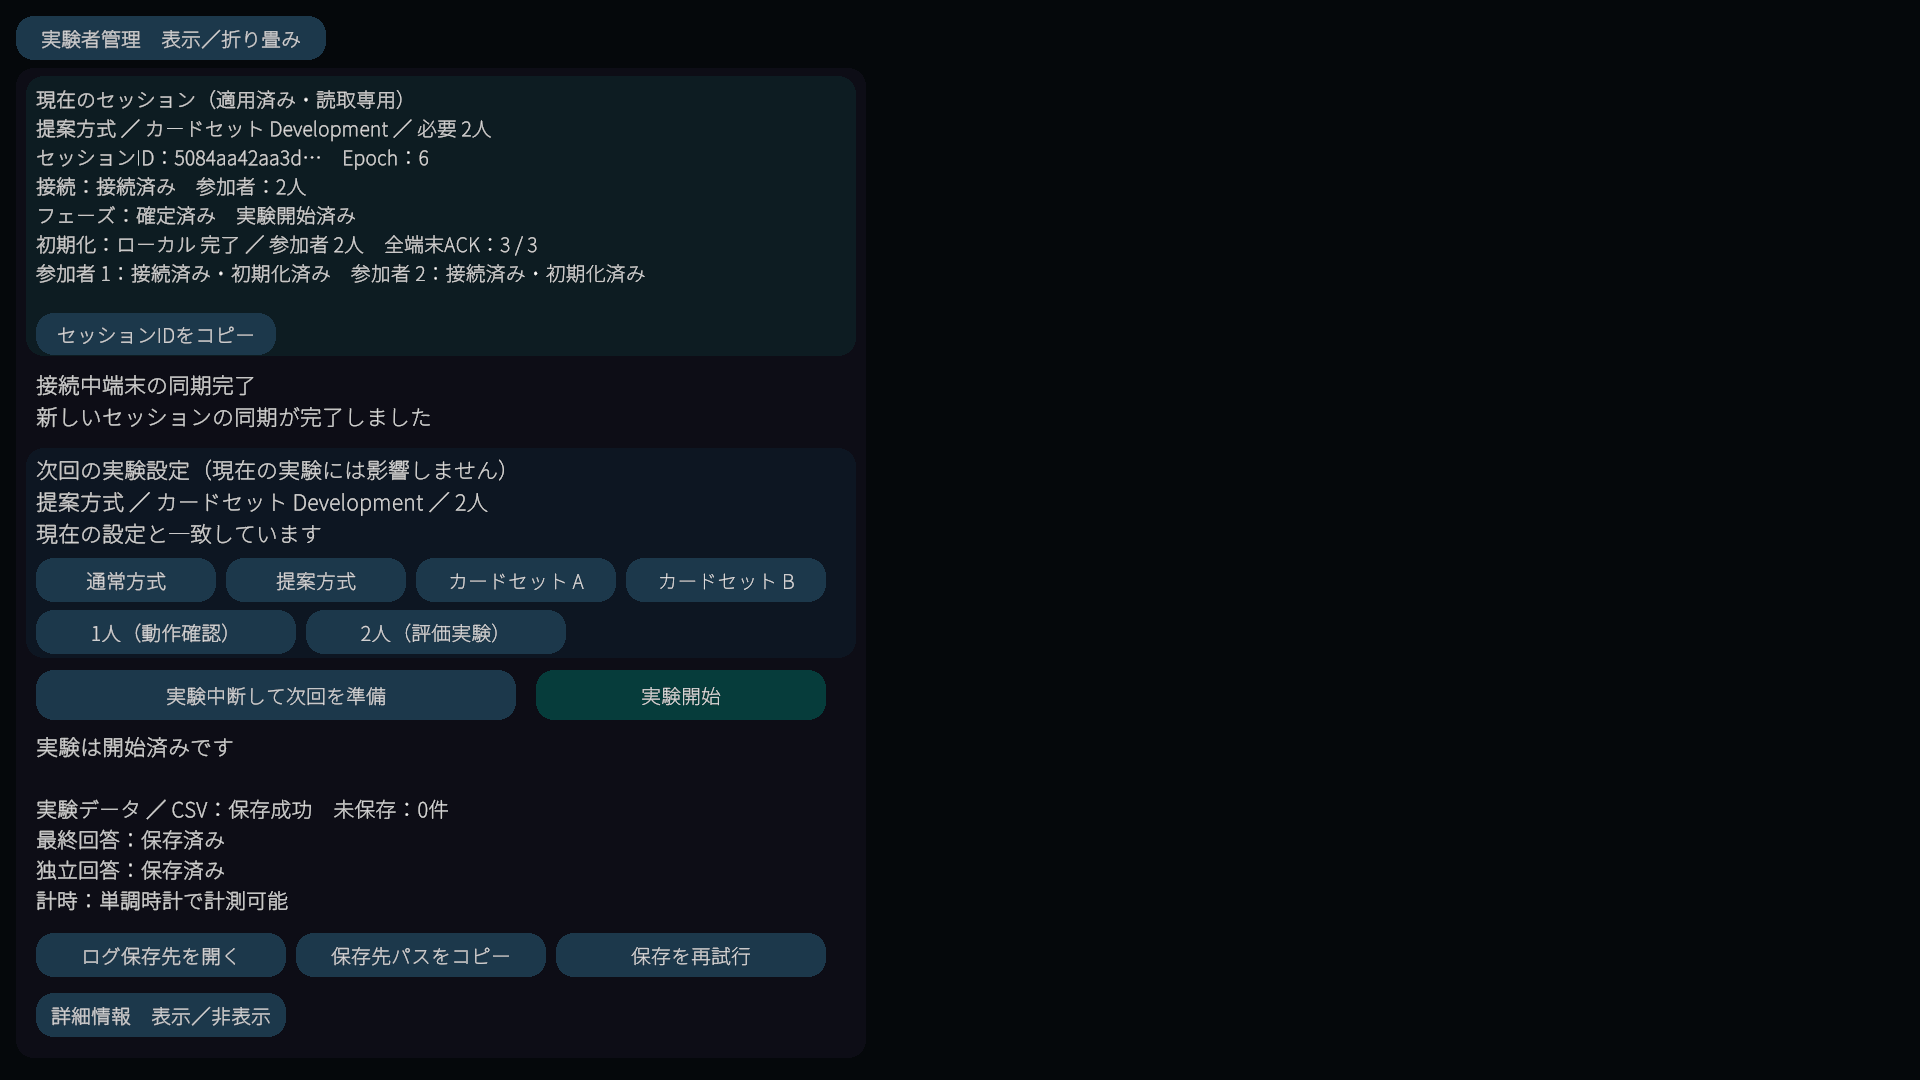 実験者管理　表示／折り畳み
現在のセッション（適用済み・読取専用）
提案方式 ／ カードセット Development ／ 必要 2人
セッションID：5084aa42aa3d…　Epoch：6
接続：接続済み　参加者：2人
フェーズ：確定済み　実験開始済み
初期化：ローカル 完了 ／ 参加者 2人　全端末ACK：3 / 3
参加者 1：接続済み・初期化済み　参加者 2：接続済み・初期化済み
セッションIDをコピー
接続中端末の同期完了
新しいセッションの同期が完了しました
次回の実験設定（現在の実験には影響しません）
提案方式 ／ カードセット Development ／ 2人
現在の設定と一致しています
通常方式　提案方式　カードセット A　カードセット B
1人（動作確認）　2人（評価実験）
実験中断して次回を準備　実験開始
実験は開始済みです
実験データ ／ CSV：保存成功　未保存：0件
最終回答：保存済み
独立回答：保存済み
計時：単調時計で計測可能
ログ保存先を開く　保存先パスをコピー　保存を再試行
詳細情報　表示／非表示